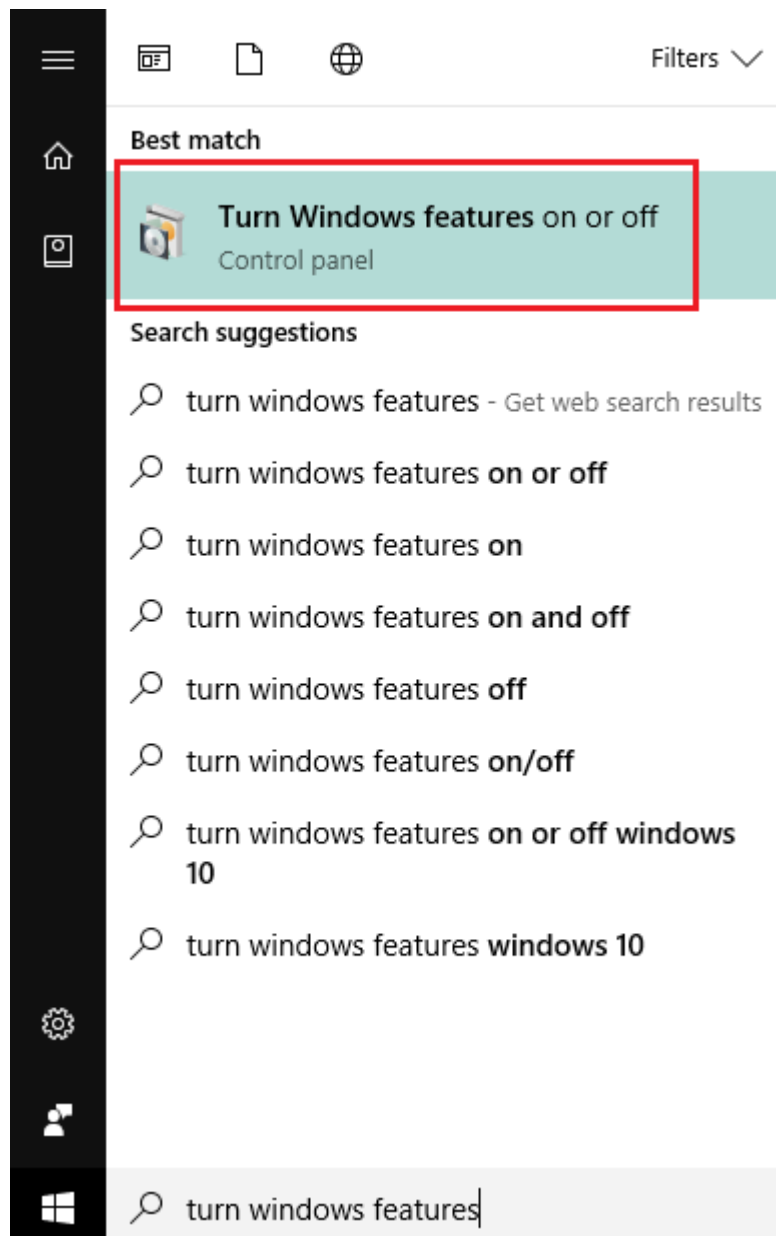 Filters
Best match
Turn Windows features on or off
Control panel
Search suggestions
turn windows features - Get web search results
turn windows features on or off
turn windows features on
turn windows features on and off
turn windows features off
turn windows features on/off
turn windows features on or off windows
10
turn windows features windows 10
turn windows features